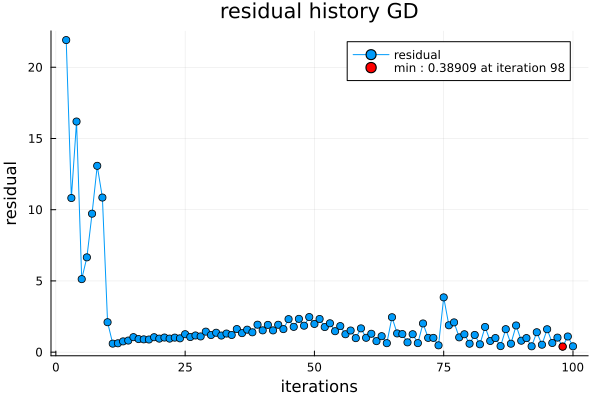 residual history GD
residual
min : 0.38909 at iteration 98
20
15
10
5
0
residual
0
25
50
75
100
iterations